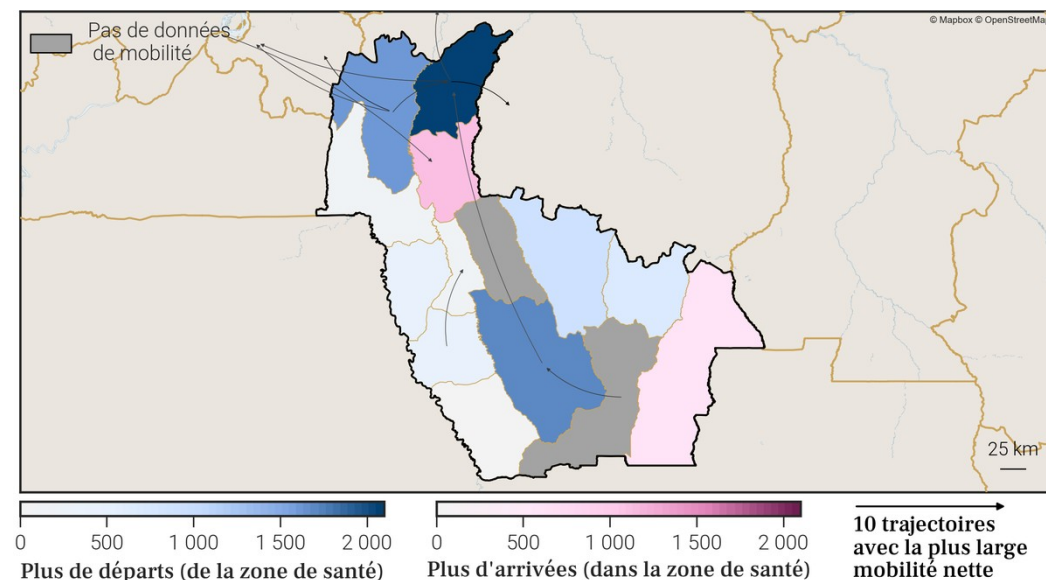 © Mapbox © OpenStreetMa
Pas de données
de mobilité
25 km
0 500 1 000 1 500 2 000
Plus de départs (de la zone de santé)
0 500 1 000 1 500 2 000
Plus d'arrivées (dans la zone de santé)
10 trajectoires
avec la plus large
mobilité nette